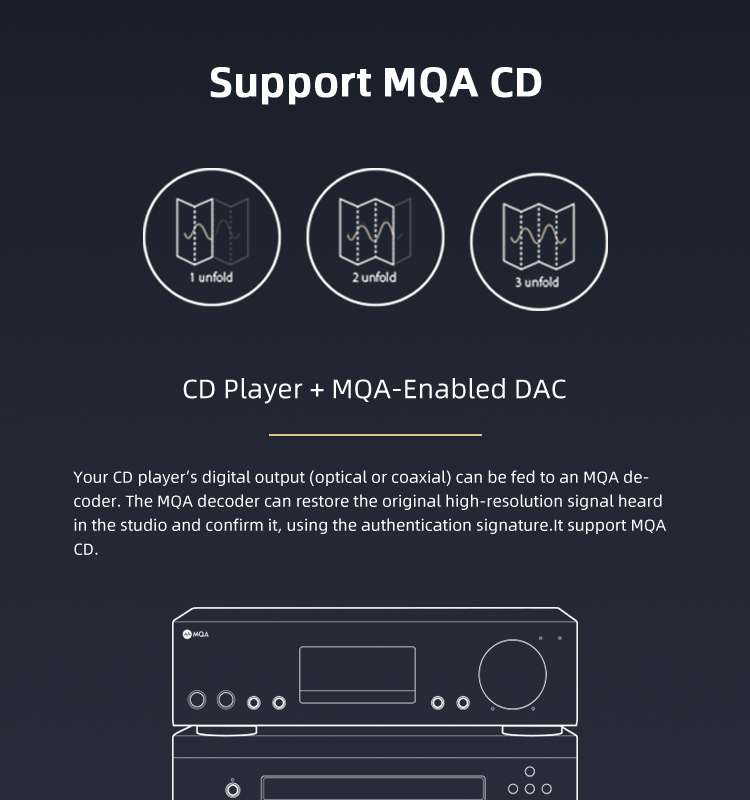 Support MQA CD
1 unfold
2 unfold
3 unfold
CD Player + MQA-Enabled DAC
Your CD player’s digital output (optical or coaxial) can be fed to an MQA de-
coder. The MQA decoder can restore the original high-resolution signal heard
in the studio and confirm it, using the authentication signature.It support MQA
CD.
MQA